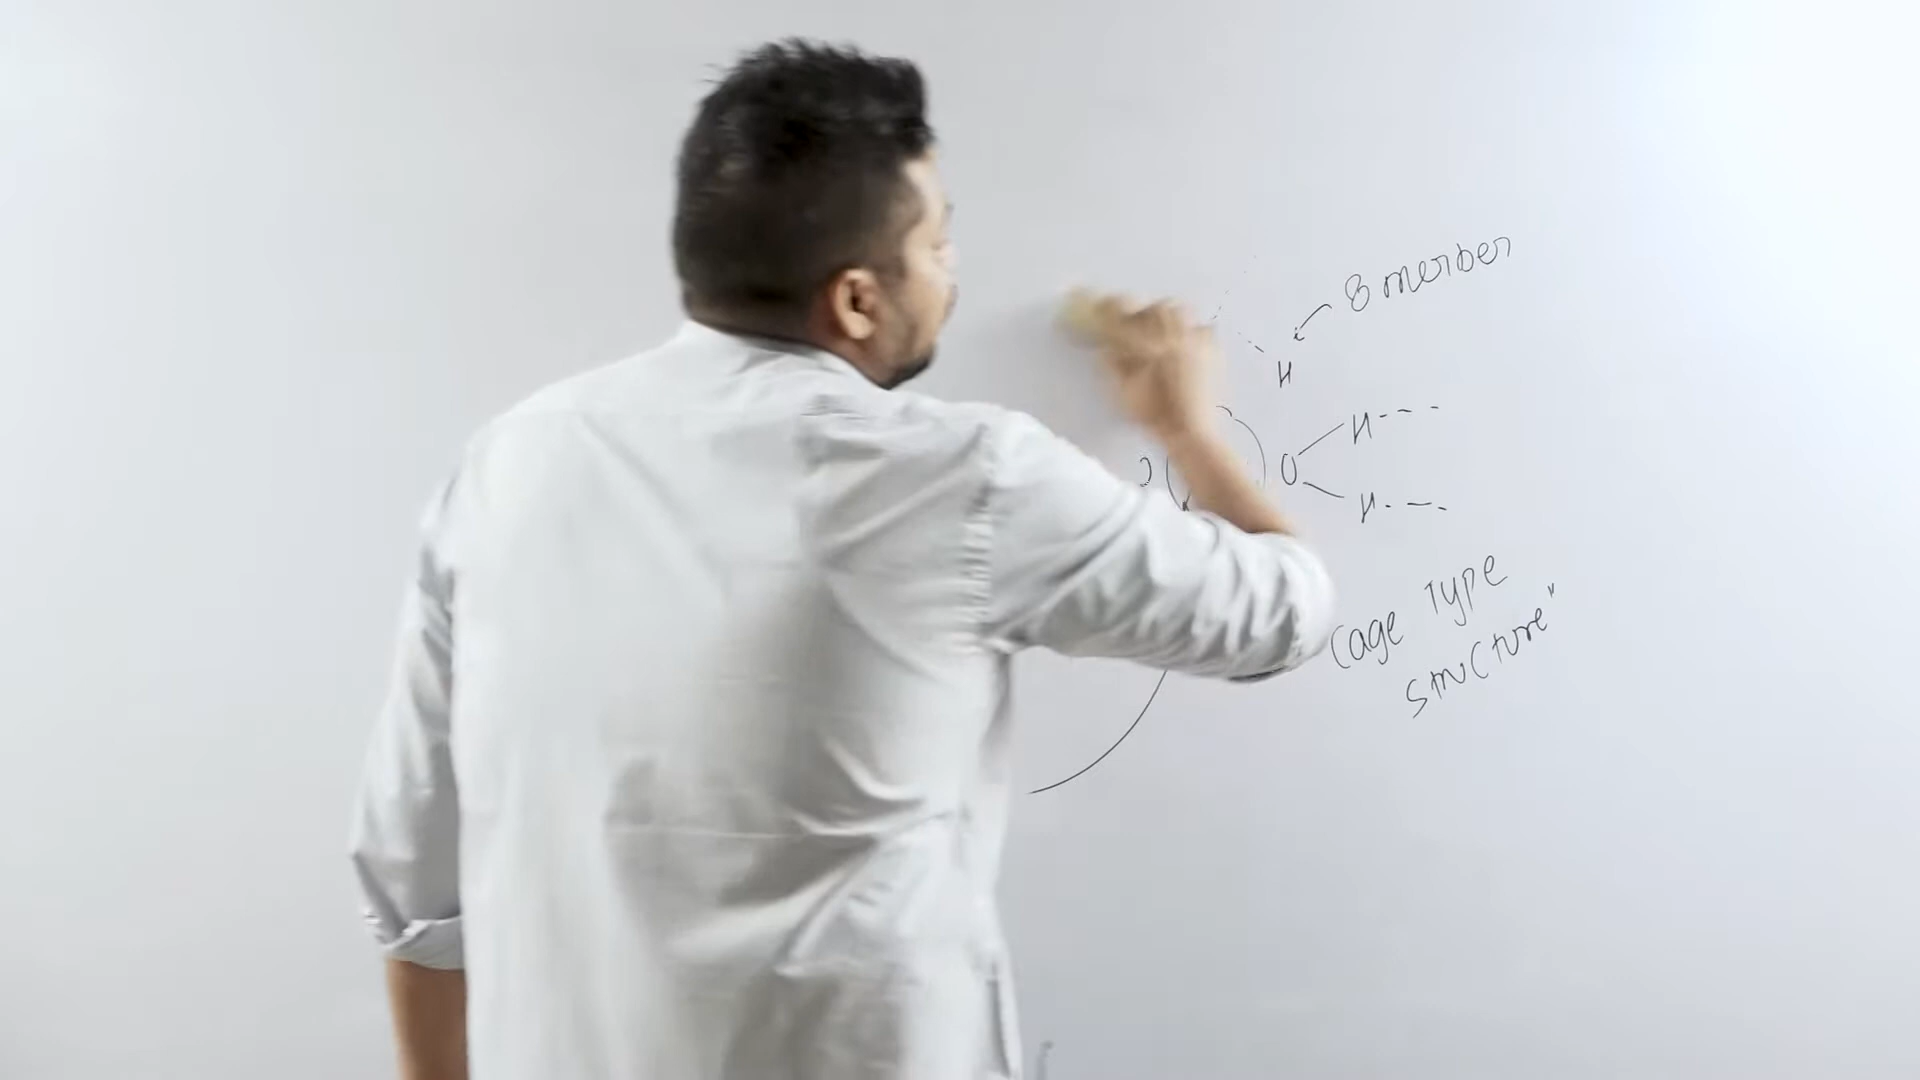 8 member
H
O
H---
H---
Cage Type
structure"